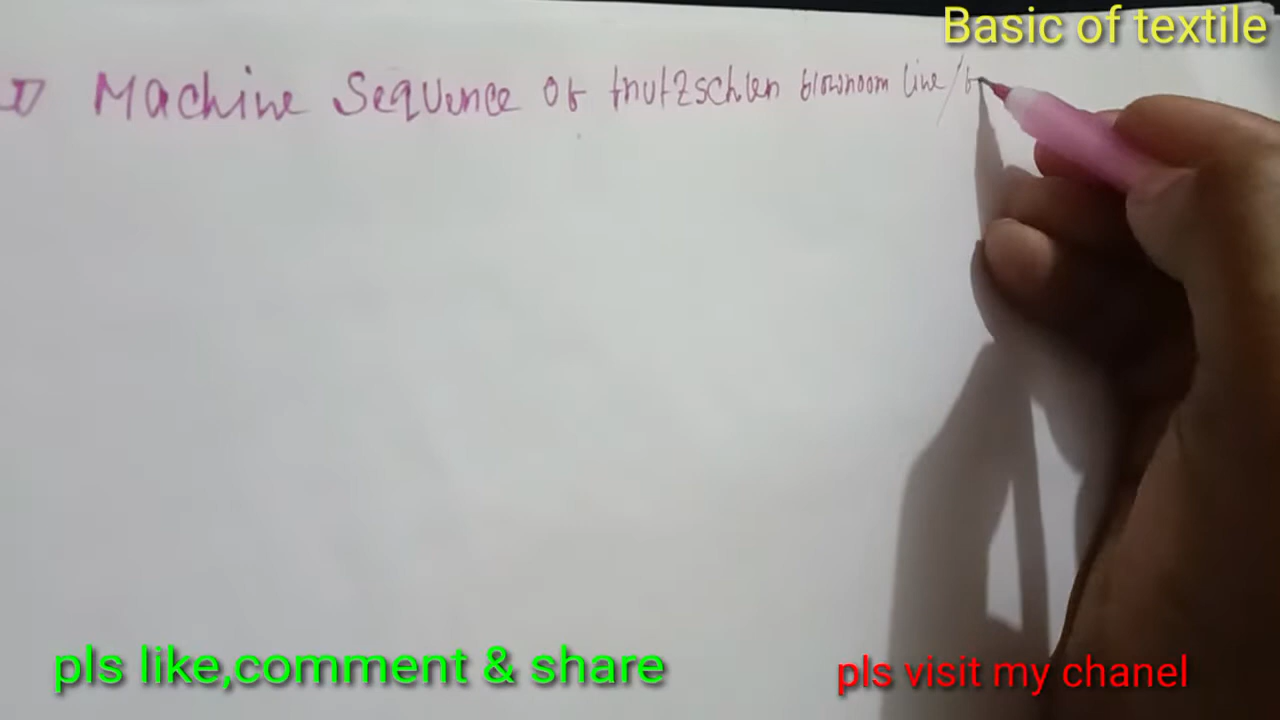 Basic of textile
Machine Sequence of trutzschler blowroom line/
pls like,comment & share
pls visit my chanel